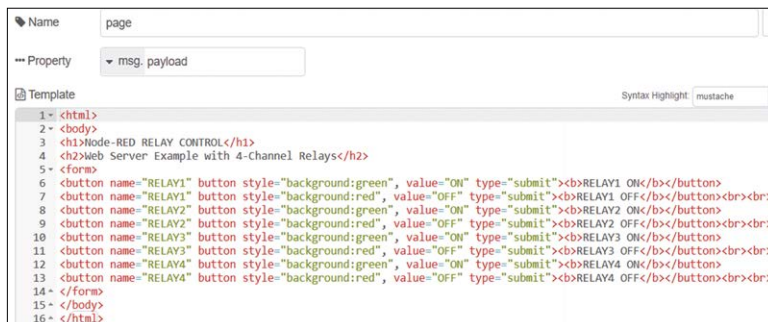 Name page
... Property msg. payload
Template Syntax Highlight: mustache
1 <html>
2 <body>
3 <h1>Node-RED RELAY CONTROL</h1>
4 <h2>Web Server Example with 4-Channel Relays</h2>
5 <form>
6 <button name="RELAY1" button style="background:green", value="ON" type="submit"><b>RELAY1 ON</b></button>
7 <button name="RELAY1" button style="background:red", value="OFF" type="submit"><b>RELAY1 OFF</b></button><br><br>
8 <button name="RELAY2" button style="background:green", value="ON" type="submit"><b>RELAY2 ON</b></button>
9 <button name="RELAY2" button style="background:red", value="OFF" type="submit"><b>RELAY2 OFF</b></button><br><br>
10 <button name="RELAY3" button style="background:green", value="ON" type="submit"><b>RELAY3 ON</b></button>
11 <button name="RELAY3" button style="background:red", value="OFF" type="submit"><b>RELAY3 OFF</b></button><br><br>
12 <button name="RELAY4" button style="background:green", value="ON" type="submit"><b>RELAY4 ON</b></button>
13 <button name="RELAY4" button style="background:red", value="OFF" type="submit"><b>RELAY4 OFF</b></button><br><br>
14 </form>
15 </body>
16 </html>